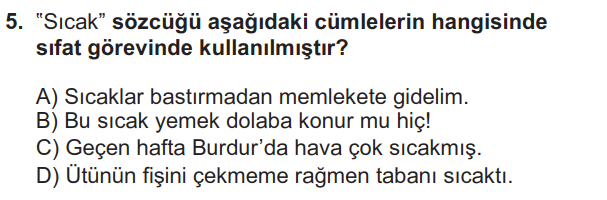 5. "Sıcak" sözcüğü aşağıdaki cümlelerin hangisinde
sıfat görevinde kullanılmıştır?
A) Sıcaklar bastırmadan memlekete gidelim.
B) Bu sıcak yemek dolaba konur mu hiç!
C) Geçen hafta Burdur’da hava çok sıcakmış.
D) Ütünün fişini çekmeme rağmen tabanı sıcaktı.